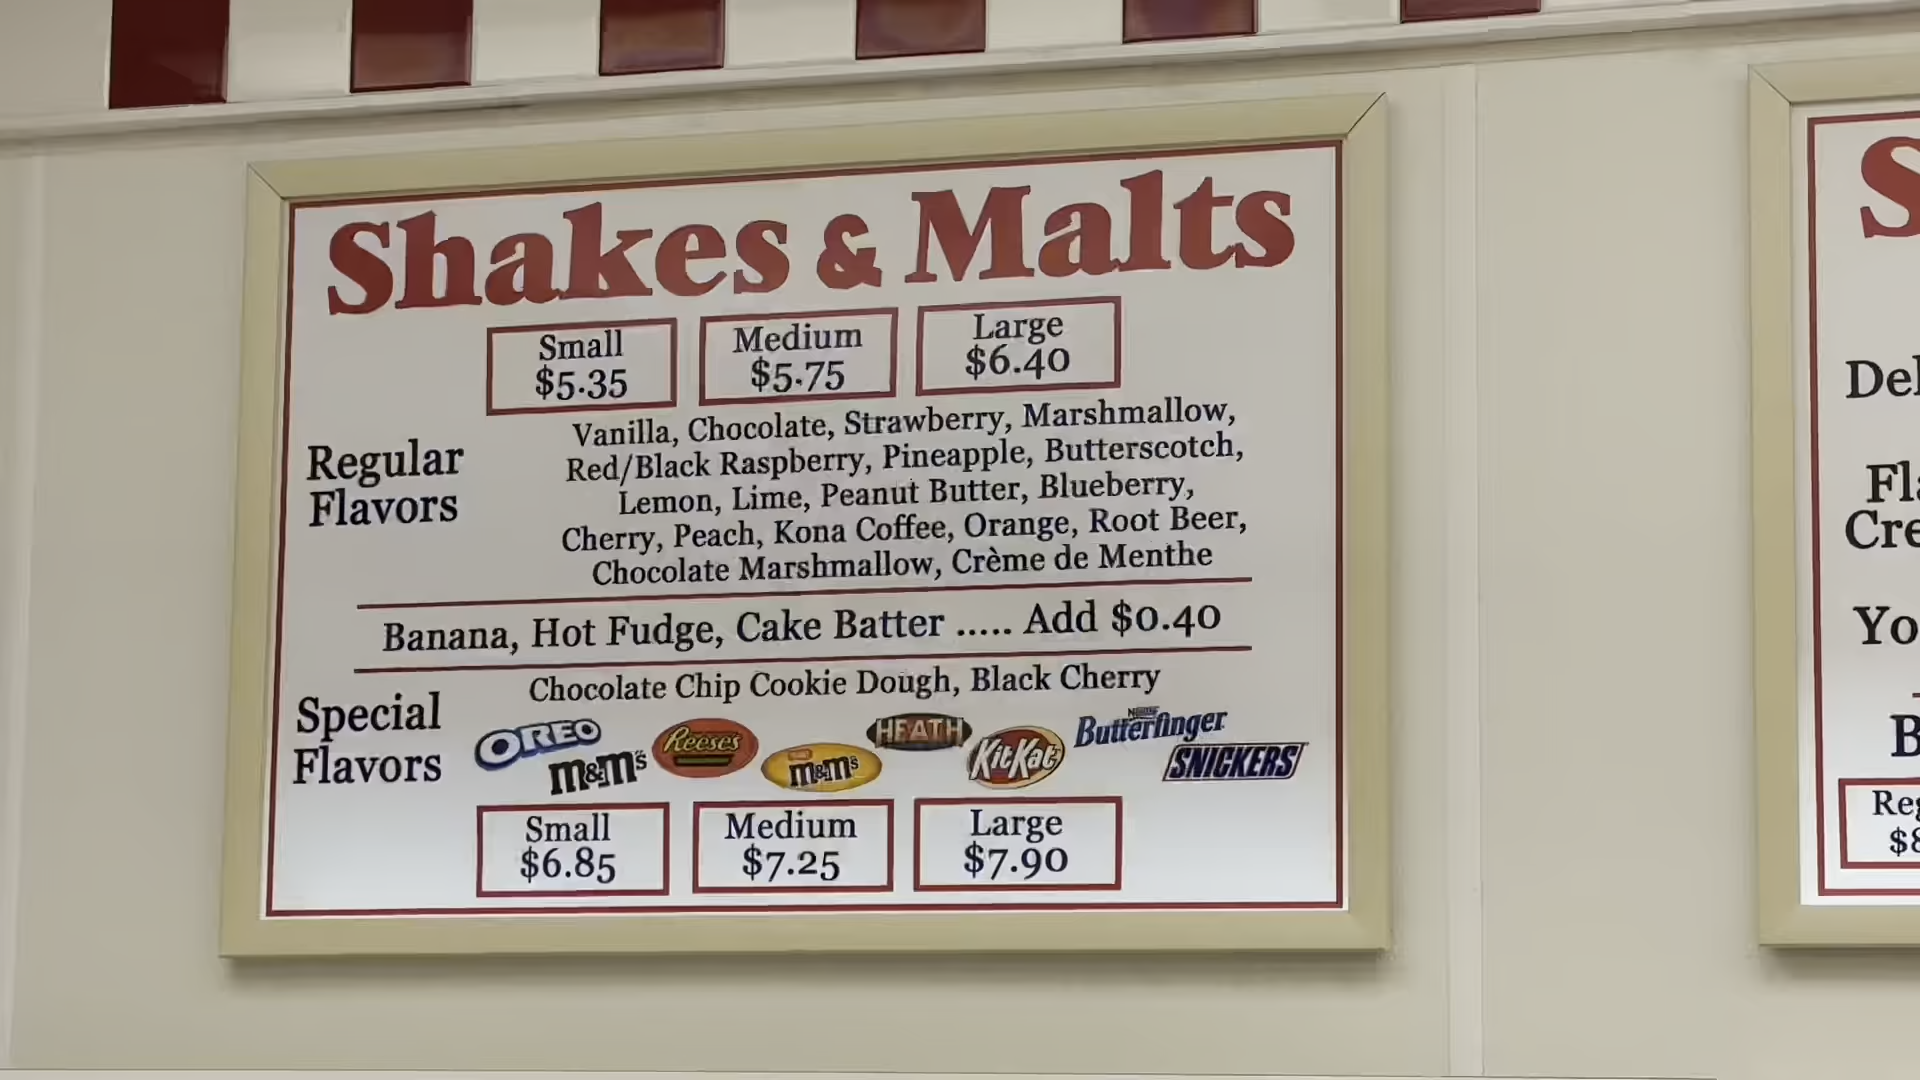 Shakes & Malts
Small
$5.35
Medium
$5.75
Large
$6.40
Regular
Flavors
Vanilla, Chocolate, Strawberry, Marshmallow,
Red/Black Raspberry, Pineapple, Butterscotch,
Lemon, Lime, Peanut Butter, Blueberry,
Cherry, Peach, Kona Coffee, Orange, Root Beer,
Chocolate Marshmallow, Crème de Menthe
Banana, Hot Fudge, Cake Batter ..... Add $0.40
Special
Flavors
Chocolate Chip Cookie Dough, Black Cherry
OREO
m&m's
Reese's
m&m's
HEATH
KitKat
Butterfinger
SNICKERS
Small
$6.85
Medium
$7.25
Large
$7.90